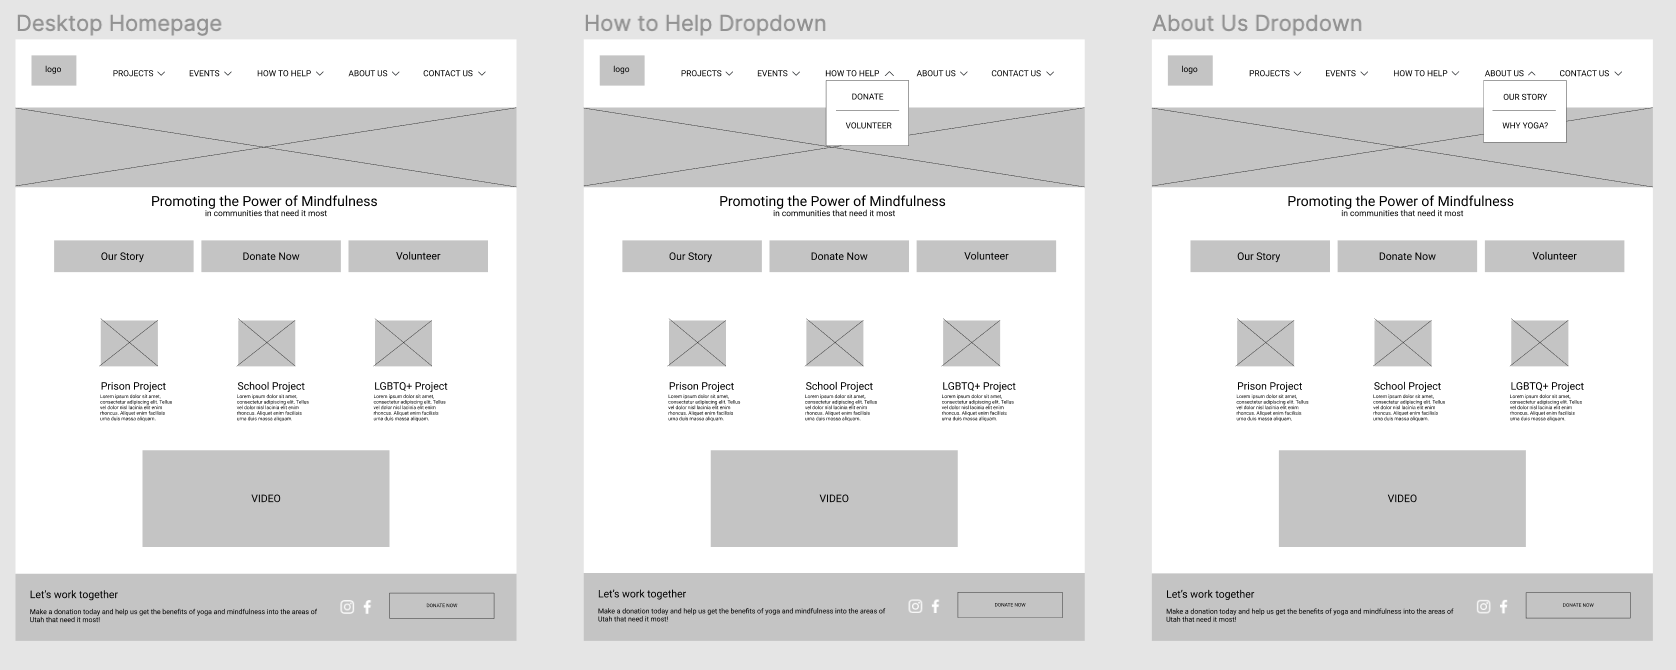 Desktop Homepage
logo
PROJECTS EVENTS HOW TO HELP ABOUT US CONTACT US
Promoting the Power of Mindfulness
in communities that need it most
Our Story Donate Now Volunteer
Prison Project
Lorem ipsum dolor sit amet,
consectetur adipiscing elit. Tellus
vel dolor nisl lacinia elit enim
rhoncus. Aliquet enim facilisis
urna duis massa aliquam.
School Project
Lorem ipsum dolor sit amet,
consectetur adipiscing elit. Tellus
vel dolor nisl lacinia elit enim
rhoncus. Aliquet enim facilisis
urna duis massa aliquam.
LGBTQ+ Project
Lorem ipsum dolor sit amet,
consectetur adipiscing elit. Tellus
vel dolor nisl lacinia elit enim
rhoncus. Aliquet enim facilisis
urna duis massa aliquam.
VIDEO
Let's work together
Make a donation today and help us get the benefits of yoga and mindfulness into the areas of
Utah that need it most!
DONATE NOW
How to Help Dropdown
logo
PROJECTS EVENTS HOW TO HELP ABOUT US CONTACT US
DONATE
VOLUNTEER
Promoting the Power of Mindfulness
in communities that need it most
Our Story Donate Now Volunteer
Prison Project
Lorem ipsum dolor sit amet,
consectetur adipiscing elit. Tellus
vel dolor nisl lacinia elit enim
rhoncus. Aliquet enim facilisis
urna duis massa aliquam.
School Project
Lorem ipsum dolor sit amet,
consectetur adipiscing elit. Tellus
vel dolor nisl lacinia elit enim
rhoncus. Aliquet enim facilisis
urna duis massa aliquam.
LGBTQ+ Project
Lorem ipsum dolor sit amet,
consectetur adipiscing elit. Tellus
vel dolor nisl lacinia elit enim
rhoncus. Aliquet enim facilisis
urna duis massa aliquam.
VIDEO
Let's work together
Make a donation today and help us get the benefits of yoga and mindfulness into the areas of
Utah that need it most!
DONATE NOW
About Us Dropdown
logo
PROJECTS EVENTS HOW TO HELP ABOUT US CONTACT US
OUR STORY
WHY YOGA?
Promoting the Power of Mindfulness
in communities that need it most
Our Story Donate Now Volunteer
Prison Project
Lorem ipsum dolor sit amet,
consectetur adipiscing elit. Tellus
vel dolor nisl lacinia elit enim
rhoncus. Aliquet enim facilisis
urna duis massa aliquam.
School Project
Lorem ipsum dolor sit amet,
consectetur adipiscing elit. Tellus
vel dolor nisl lacinia elit enim
rhoncus. Aliquet enim facilisis
urna duis massa aliquam.
LGBTQ+ Project
Lorem ipsum dolor sit amet,
consectetur adipiscing elit. Tellus
vel dolor nisl lacinia elit enim
rhoncus. Aliquet enim facilisis
urna duis massa aliquam.
VIDEO
Let's work together
Make a donation today and help us get the benefits of yoga and mindfulness into the areas of
Utah that need it most!
DONATE NOW